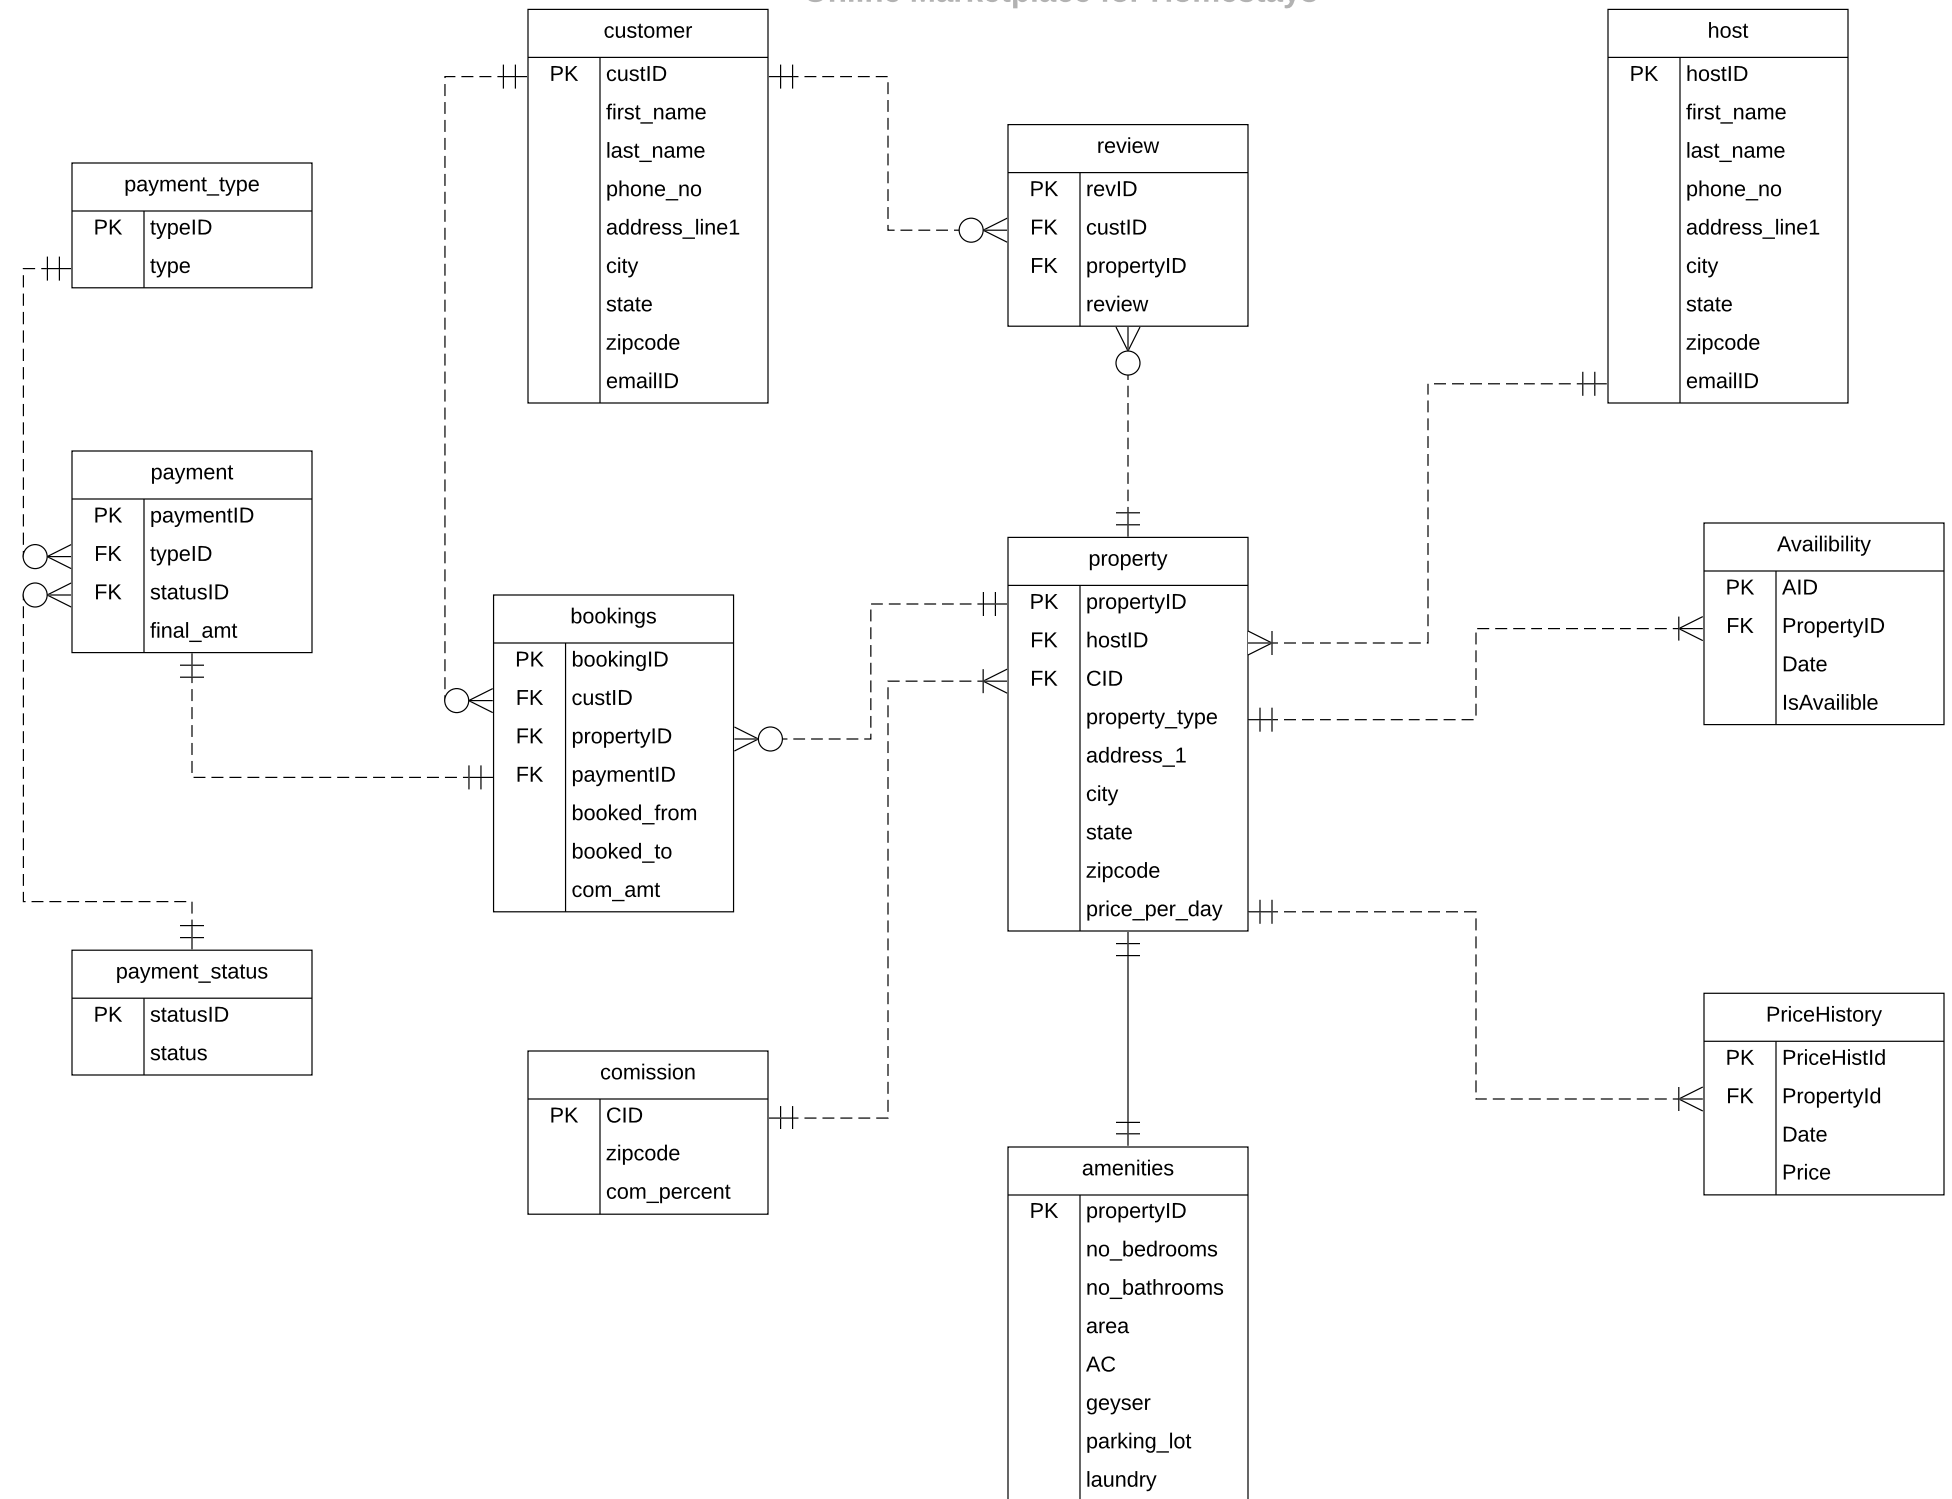 Online Marketplace for Homestays
customer
PK custID
first_name
last_name
phone_no
address_line1
city
state
zipcode
emailID
host
PK hostID
first_name
last_name
phone_no
address_line1
city
state
zipcode
emailID
review
PK revID
FK custID
FK propertyID
review
payment_type
PK typeID
type
payment
PK paymentID
FK typeID
FK statusID
final_amt
bookings
PK bookingID
FK custID
FK propertyID
FK paymentID
booked_from
booked_to
com_amt
property
PK propertyID
FK hostID
FK CID
property_type
address_1
city
state
zipcode
price_per_day
Availibility
PK AID
FK PropertyID
Date
IsAvailible
payment_status
PK statusID
status
comission
PK CID
zipcode
com_percent
PriceHistory
PK PriceHistId
FK PropertyId
Date
Price
amenities
PK propertyID
no_bedrooms
no_bathrooms
area
AC
geyser
parking_lot
laundry